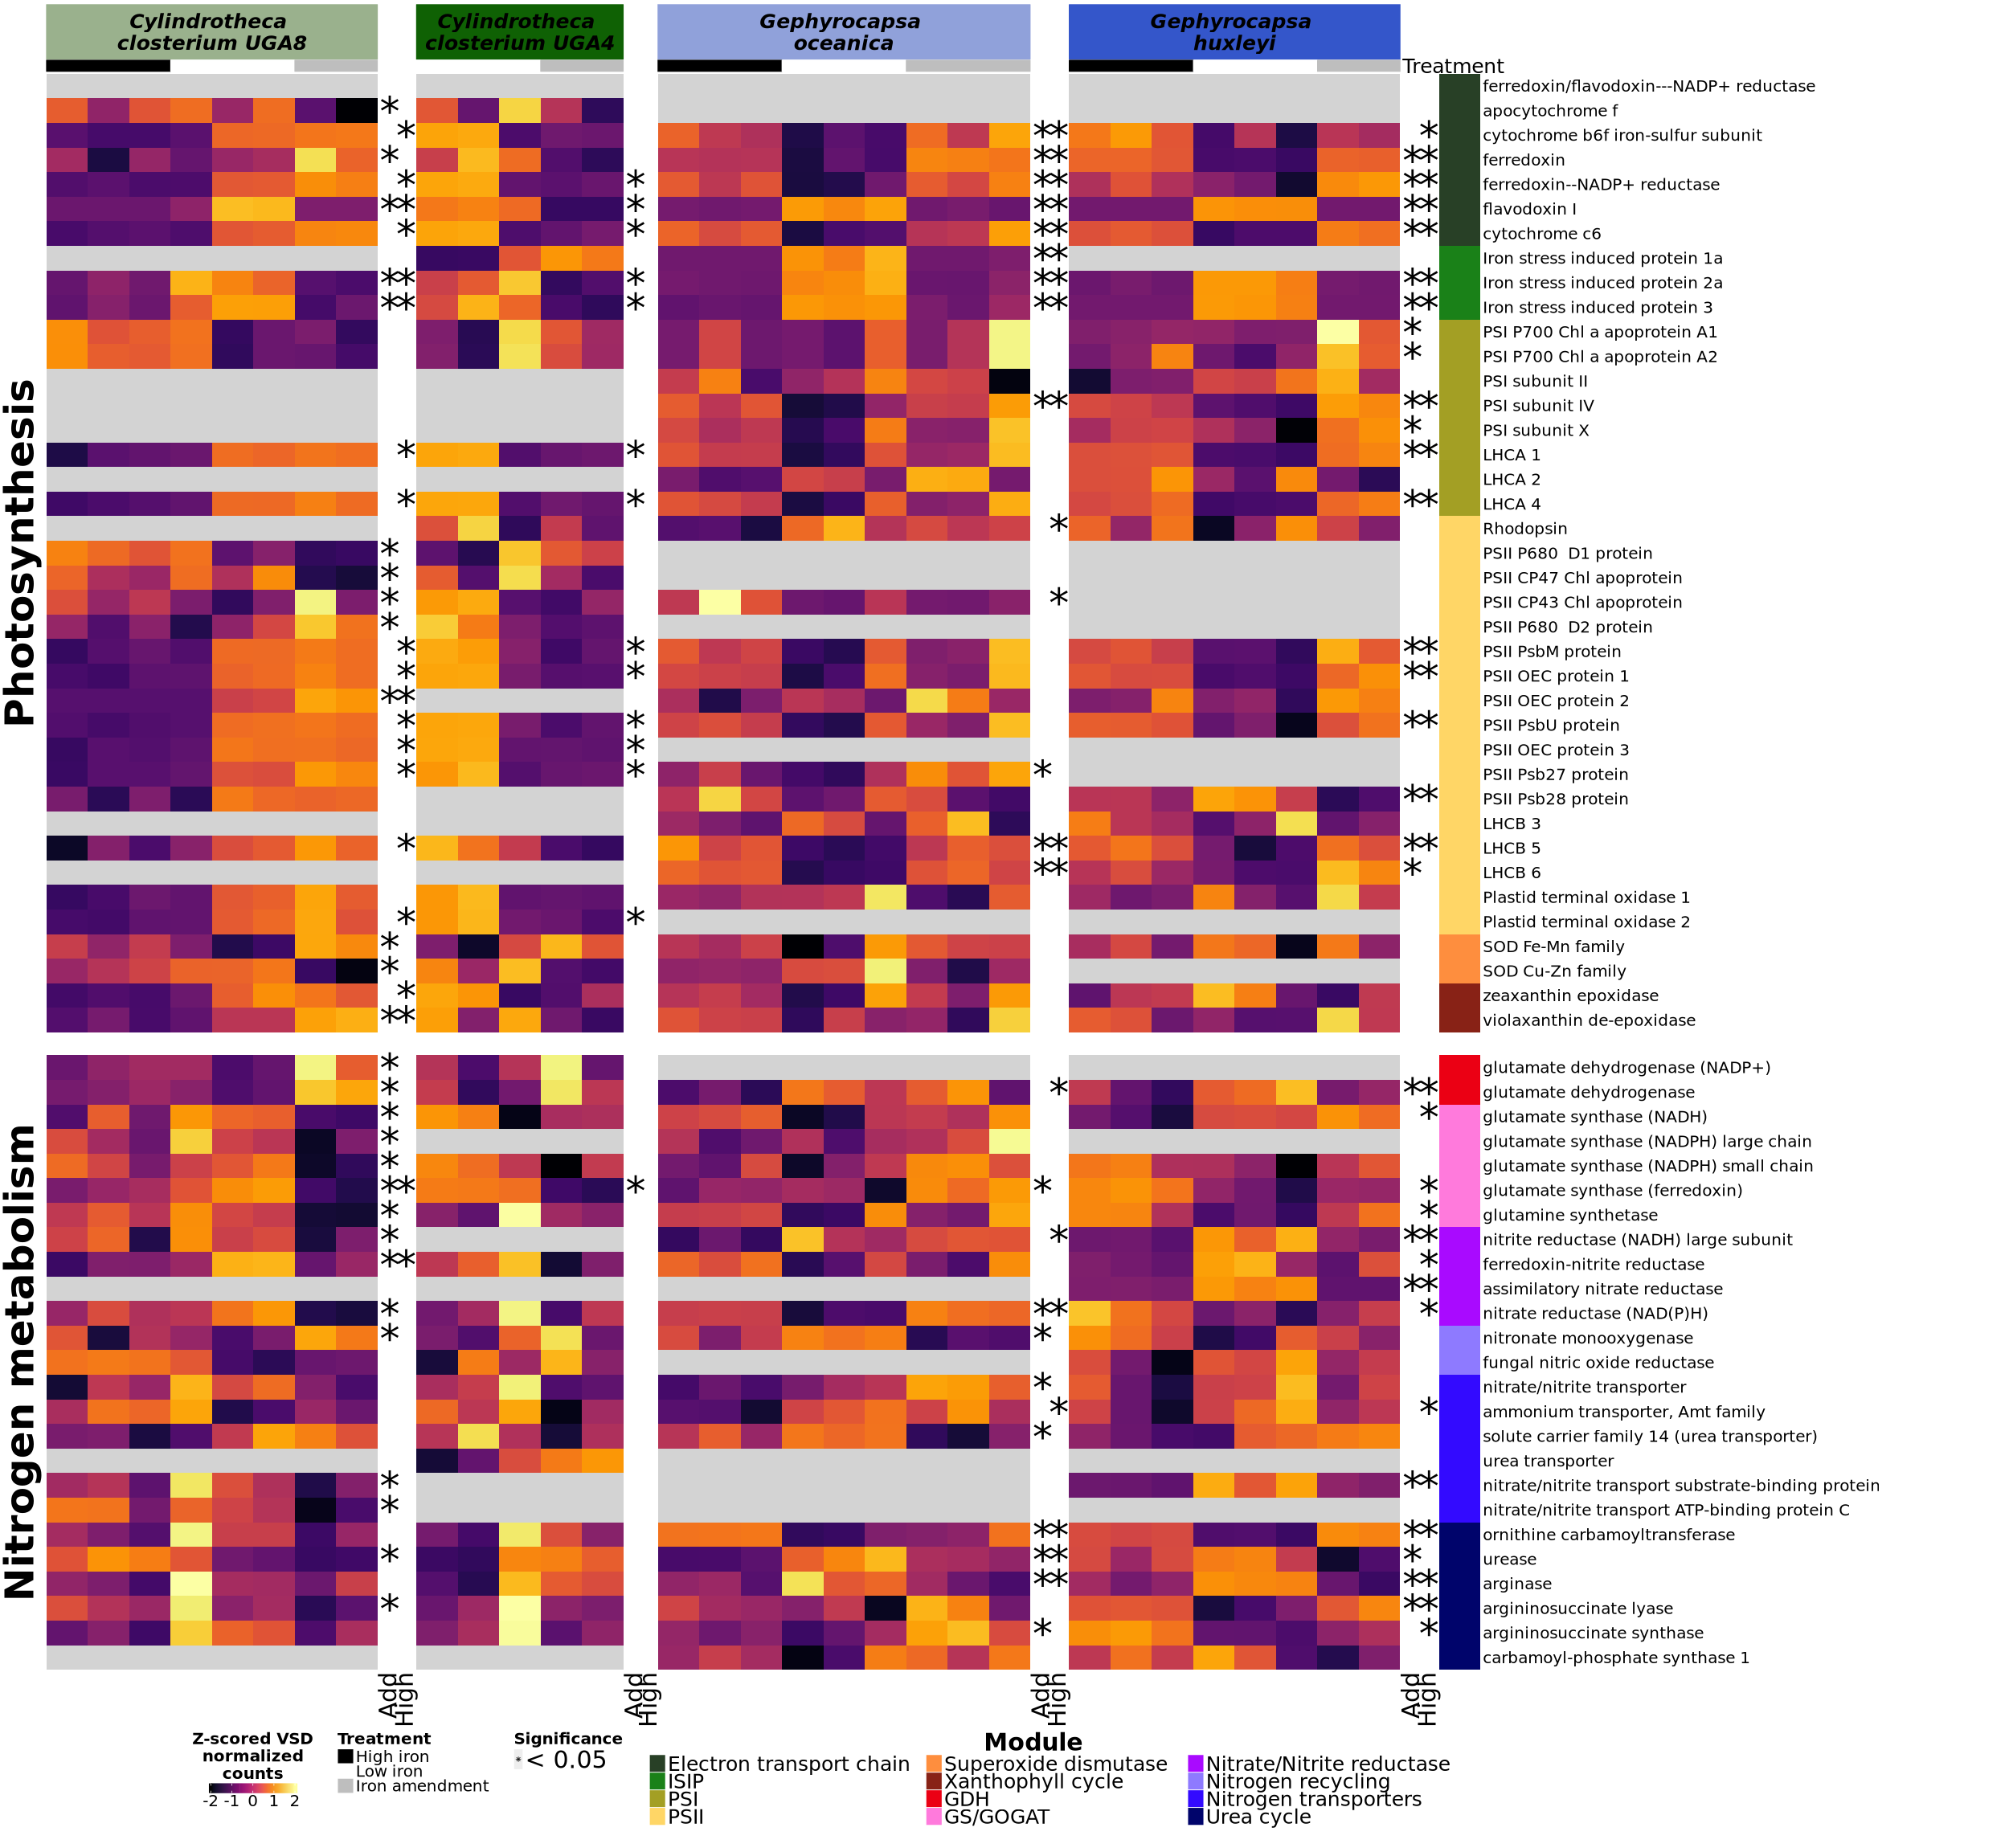 Cylindrotheca
closterium UGA8
Cylindrotheca
closterium UGA4
Gephyrocapsa
oceanica
Gephyrocapsa
huxleyi
Treatment
Photosynthesis
ferredoxin/flavodoxin---NADP+ reductase
apocytochrome f
*
cytochrome b6f iron-sulfur subunit
* ** *
ferredoxin
* ** **
ferredoxin--NADP+ reductase
* * ** **
flavodoxin I
** * ** **
cytochrome c6
* * ** **
Iron stress induced protein 1a
**
Iron stress induced protein 2a
** * ** **
Iron stress induced protein 3
** * ** **
PSI P700 Chl a apoprotein A1
*
PSI P700 Chl a apoprotein A2
*
PSI subunit II
PSI subunit IV
** **
PSI subunit X
*
LHCA 1
* * **
LHCA 2
LHCA 4
* * **
Rhodopsin
*
PSII P680  D1 protein
*
PSII CP47 Chl apoprotein
*
PSII CP43 Chl apoprotein
* *
PSII P680  D2 protein
*
PSII PsbM protein
* * **
PSII OEC protein 1
* * **
PSII OEC protein 2
**
PSII PsbU protein
* * **
PSII OEC protein 3
* *
PSII Psb27 protein
* * *
PSII Psb28 protein
**
LHCB 3
LHCB 5
* ** **
LHCB 6
** *
Plastid terminal oxidase 1
Plastid terminal oxidase 2
* *
SOD Fe-Mn family
*
SOD Cu-Zn family
*
zeaxanthin epoxidase
*
violaxanthin de-epoxidase
**
Nitrogen metabolism
glutamate dehydrogenase (NADP+)
*
glutamate dehydrogenase
* * **
glutamate synthase (NADH)
* *
glutamate synthase (NADPH) large chain
*
glutamate synthase (NADPH) small chain
*
glutamate synthase (ferredoxin)
** * * *
glutamine synthetase
* *
nitrite reductase (NADH) large subunit
* * **
ferredoxin-nitrite reductase
** *
assimilatory nitrate reductase
**
nitrate reductase (NAD(P)H)
* ** *
nitronate monooxygenase
* *
fungal nitric oxide reductase
nitrate/nitrite transporter
*
ammonium transporter, Amt family
* *
solute carrier family 14 (urea transporter)
*
urea transporter
nitrate/nitrite transport substrate-binding protein
* **
nitrate/nitrite transport ATP-binding protein C
*
ornithine carbamoyltransferase
** **
urease
* ** *
arginase
** **
argininosuccinate lyase
* **
argininosuccinate synthase
* *
carbamoyl-phosphate synthase 1
Add
High
Add
High
Add
High
Add
High
Z-scored VSD
normalized
counts
-2 -1 0 1 2
Treatment
High iron
Low iron
Iron amendment
Significance
* < 0.05
Module
Electron transport chain
ISIP
PSI
PSII
Superoxide dismutase
Xanthophyll cycle
GDH
GS/GOGAT
Nitrate/Nitrite reductase
Nitrogen recycling
Nitrogen transporters
Urea cycle